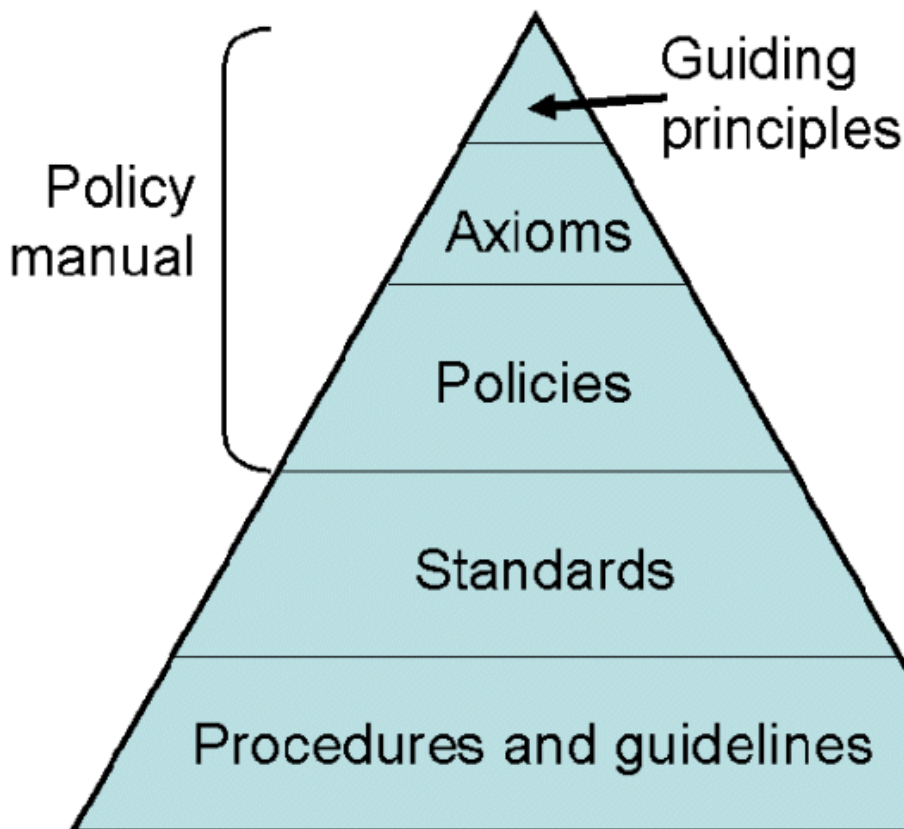 Guiding
principles
Policy
manual
Axioms
Policies
Standards
Procedures and guidelines